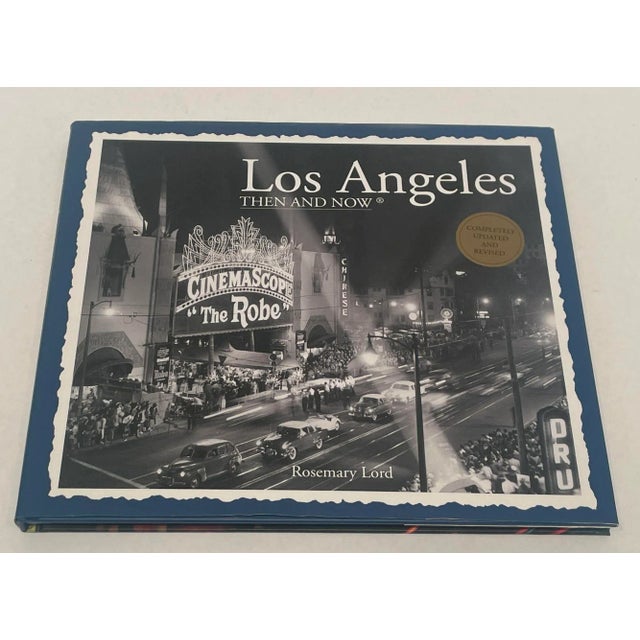 Los Angeles
THEN AND NOW ®
COMPLETELY
UPDATED
AND
REVISED
CINEMASCOPE
"The Robe"
CHINESE
DRU
Rosemary Lord